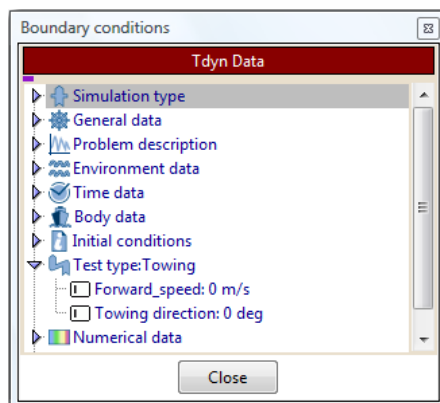 Boundary conditions
Tdyn Data
Simulation type
General data
Problem description
Environment data
Time data
Body data
Initial conditions
Test type:Towing
Forward_speed: 0 m/s
Towing direction: 0 deg
Numerical data
Close